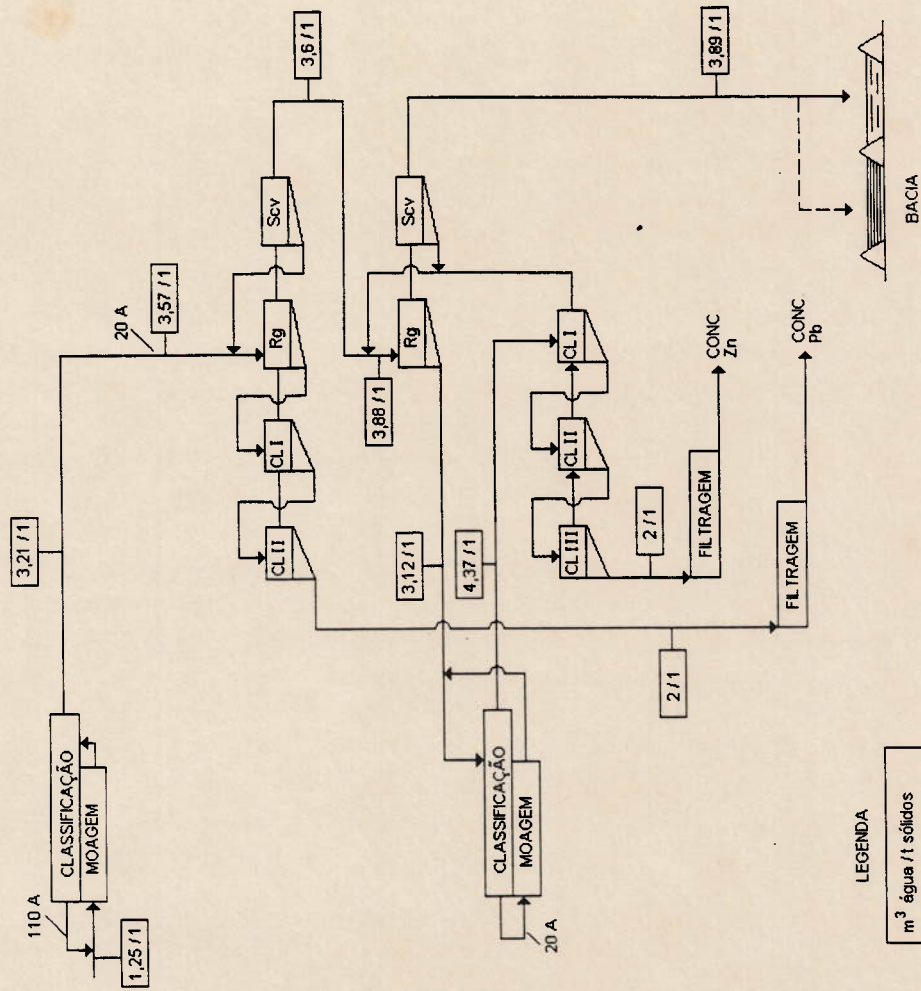 3,21 / 1
20 A
3,57 / 1
3,6 / 1
CLASSIFICAÇÃO
MOAGEM
110 A
1,25 / 1
CL II
CL I
Rg
Scv
3,88 / 1
Rg
Scv
3,89 / 1
3,12 / 1
4,37 / 1
CLASSIFICAÇÃO
MOAGEM
20 A
CL III
CL II
CL I
2 / 1
FILTRAGEM
CONC
Zn
2 / 1
FILTRAGEM
CONC
Pb
BACIA
LEGENDA
m³ água / t sólidos